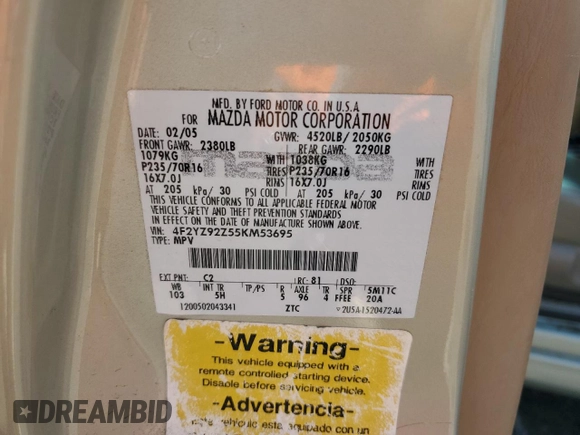 MFD. BY FORD MOTOR CO. IN U.S.A.
FOR MAZDA MOTOR CORPORATION
DATE: 02/05 GVWR: 4520LB/ 2050KG
FRONT GAWR: 2380LB REAR GAWR: 2290LB
1079KG WITH 1038KG WITH
P235/70R16 TIRES P235/70R16 TIRES
16X7.0J RIMS 16X7.0J RIMS
AT 205 kPa/ 30 PSI COLD AT 205 kPa/ 30 PSI COLD
THIS VEHICLE CONFORMS TO ALL APPLICABLE FEDERAL MOTOR
VEHICLE SAFETY AND THEFT PREVENTION STANDARDS
IN EFFECT ON THE DATE OF MANUFACTURE SHOWN ABOVE.
VIN: 4F2YZ92Z55KM53695
TYPE: MPV
EXT PNT: C2 RC: 81 DSO:
WB INT TR TP/PS R AXLE TR SPR 5M11C
103 5H 5 96 4 FFEE 20A
1200502043341 ZTC 2U5A-1520472-AA
-Warning-
This vehicle equipped with a
remote controlled starting device.
Disable before servicing vehicle.
-Advertencia-
vehiculo esta equipado con un
DREAMBID